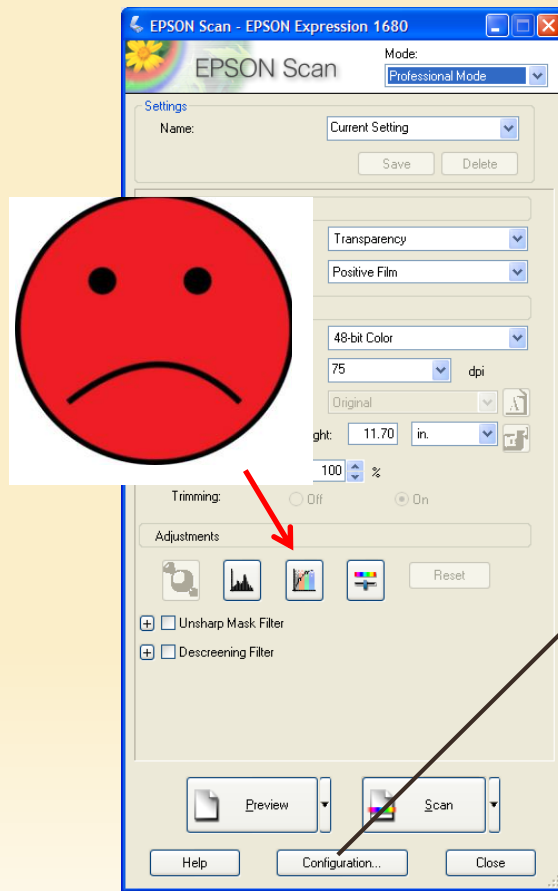 EPSON Scan - EPSON Expression 1680
EPSON Scan
Mode:
Professional Mode
Settings
Name:
Current Setting
Save
Delete
Transparency
Positive Film
48-bit Color
75
dpi
Original
ght:
11.70
in.
100
%
Trimming:
Off
On
Adjustments
Reset
Unsharp Mask Filter
Descreening Filter
Preview
Scan
Help
Configuration...
Close